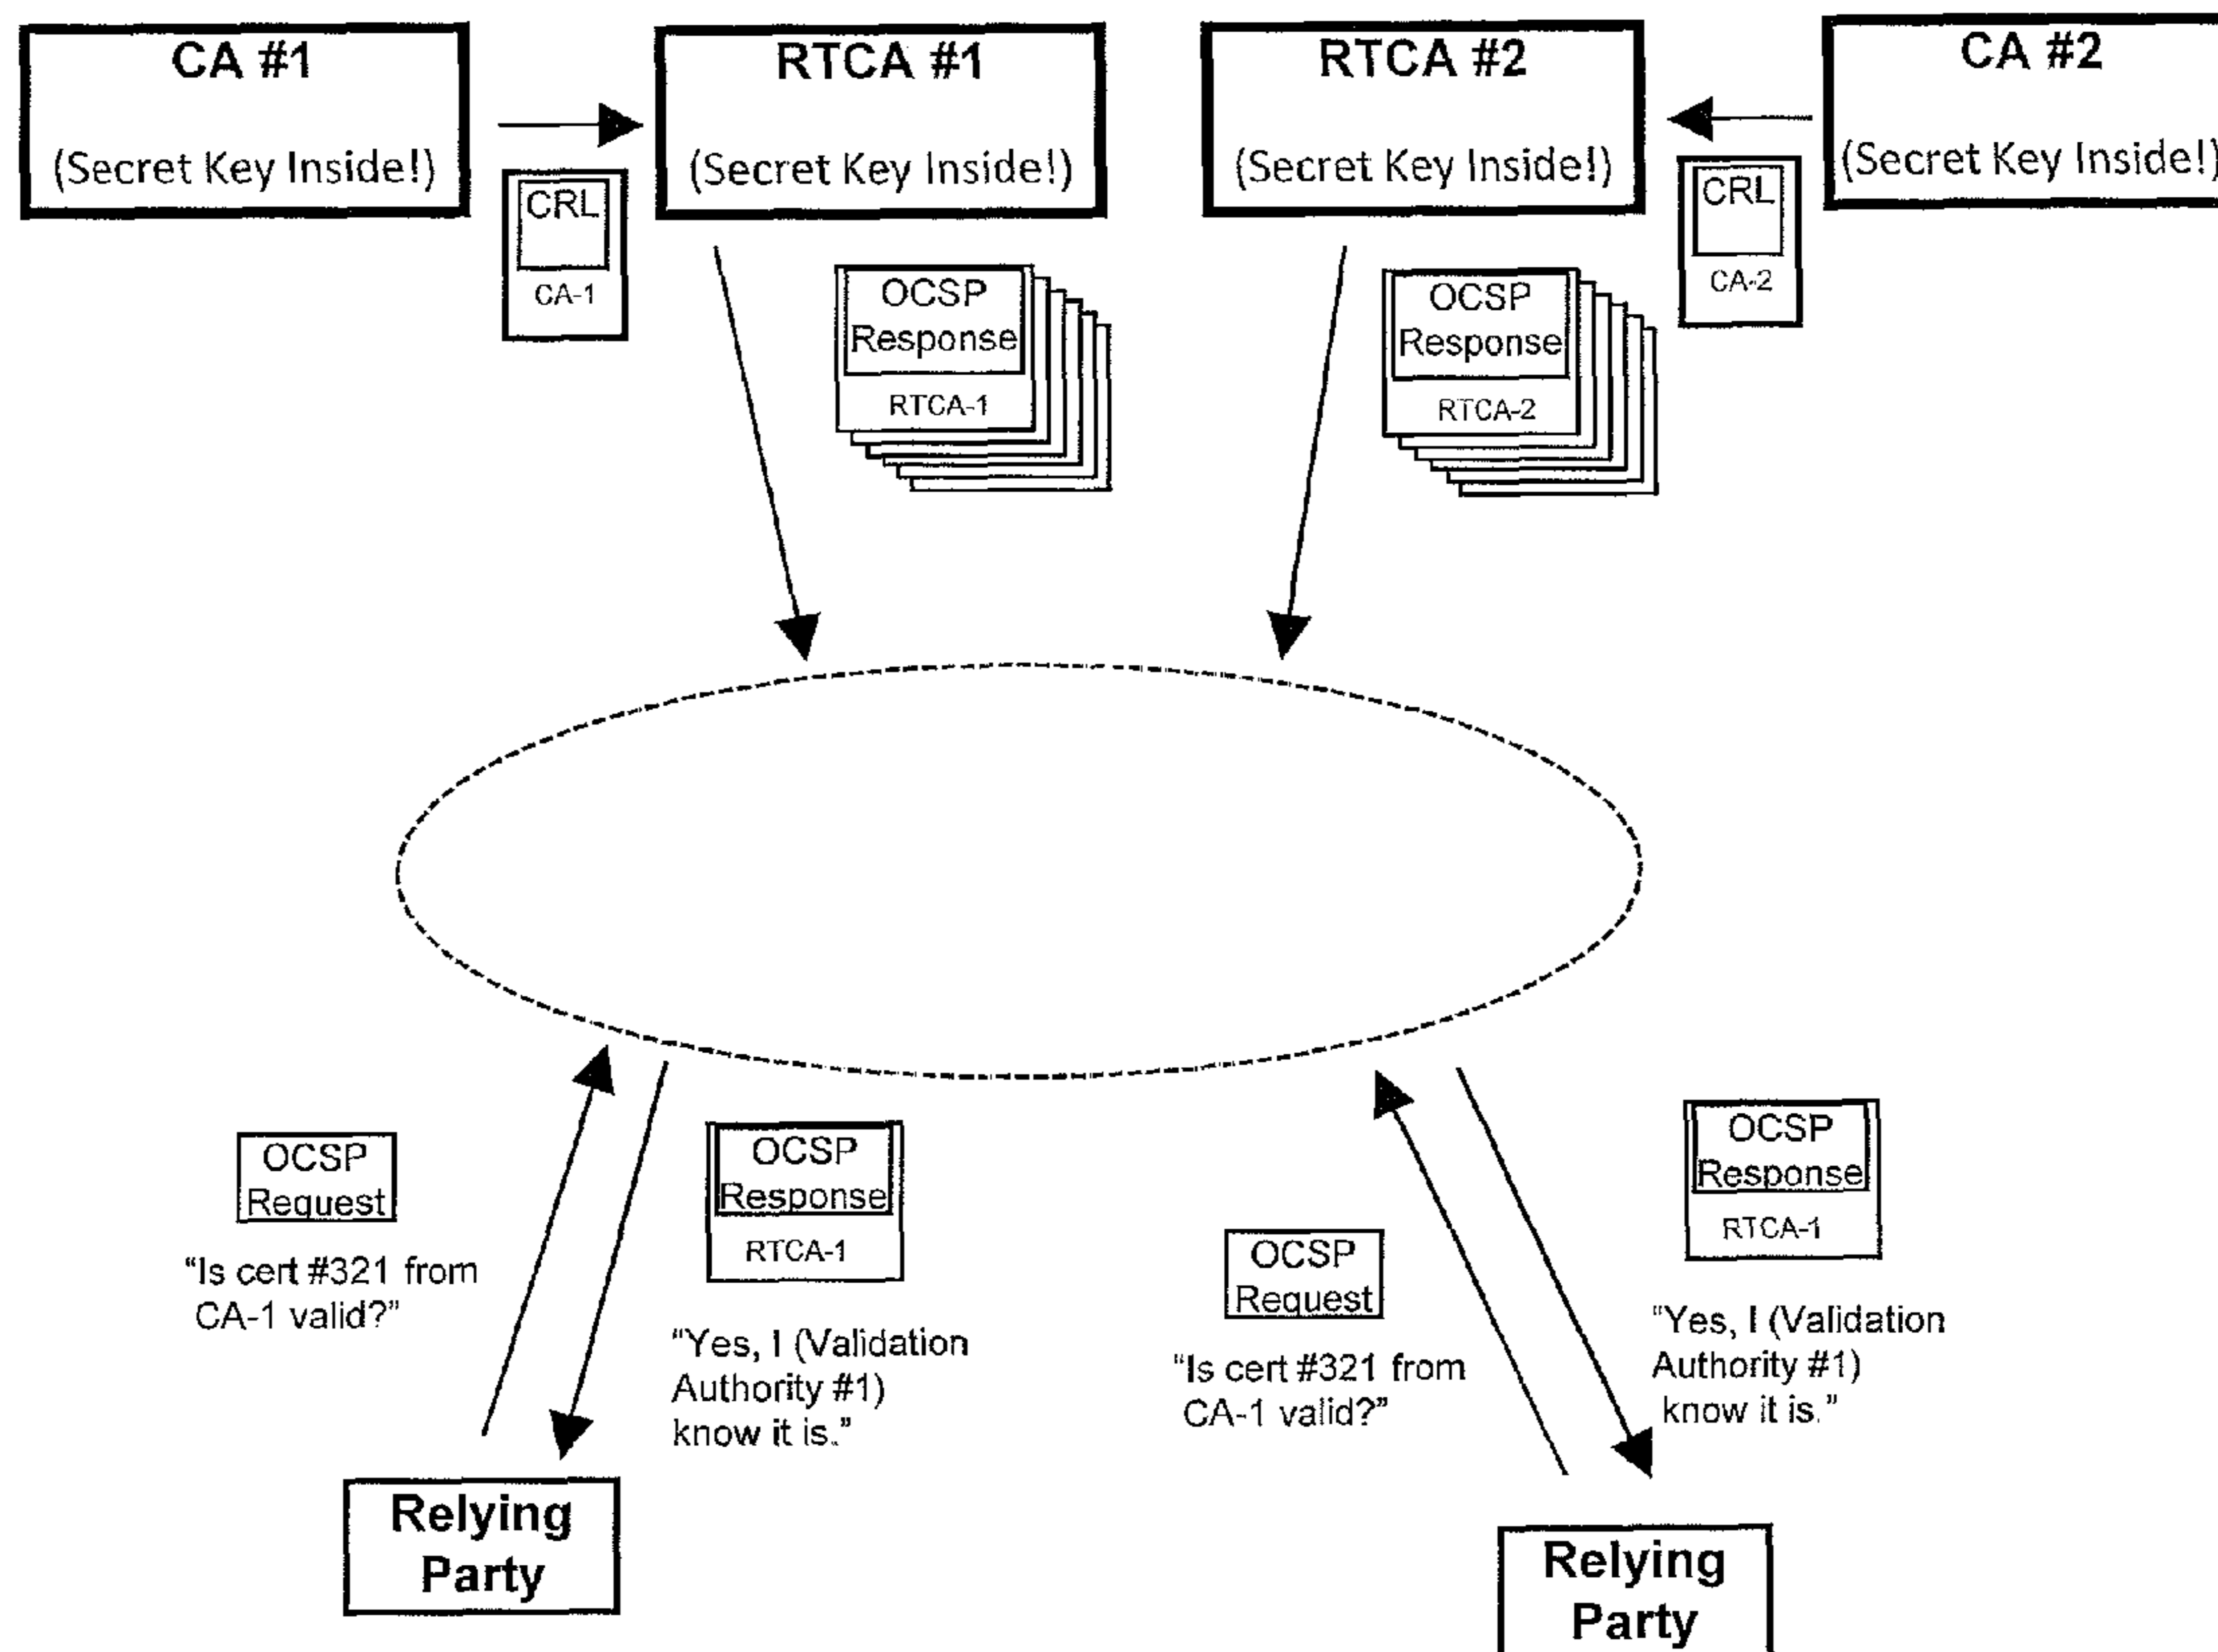 CA #1
(Secret Key Inside!)
RTCA #1
(Secret Key Inside!)
RTCA #2
(Secret Key Inside!)
CA #2
(Secret Key Inside!)
CRL
CA-1
OCSP
Response
RTCA-1
OCSP
Response
RTCA-2
CRL
CA-2
OCSP
Request
"Is cert #321 from
CA-1 valid?"
OCSP
Response
RTCA-1
"Yes, I (Validation
Authority #1)
know it is."
OCSP
Request
"Is cert #321 from
CA-1 valid?"
OCSP
Response
RTCA-1
"Yes, I (Validation
Authority #1)
know it is."
Relying
Party
Relying
Party